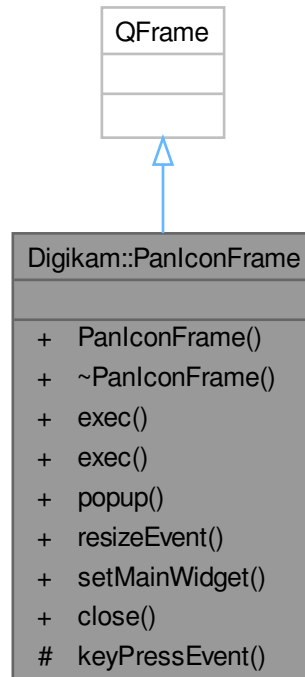 QFrame
Digikam::PanIconFrame
+ PanIconFrame()
+ ~PanIconFrame()
+ exec()
+ exec()
+ popup()
+ resizeEvent()
+ setMainWidget()
+ close()
# keyPressEvent()